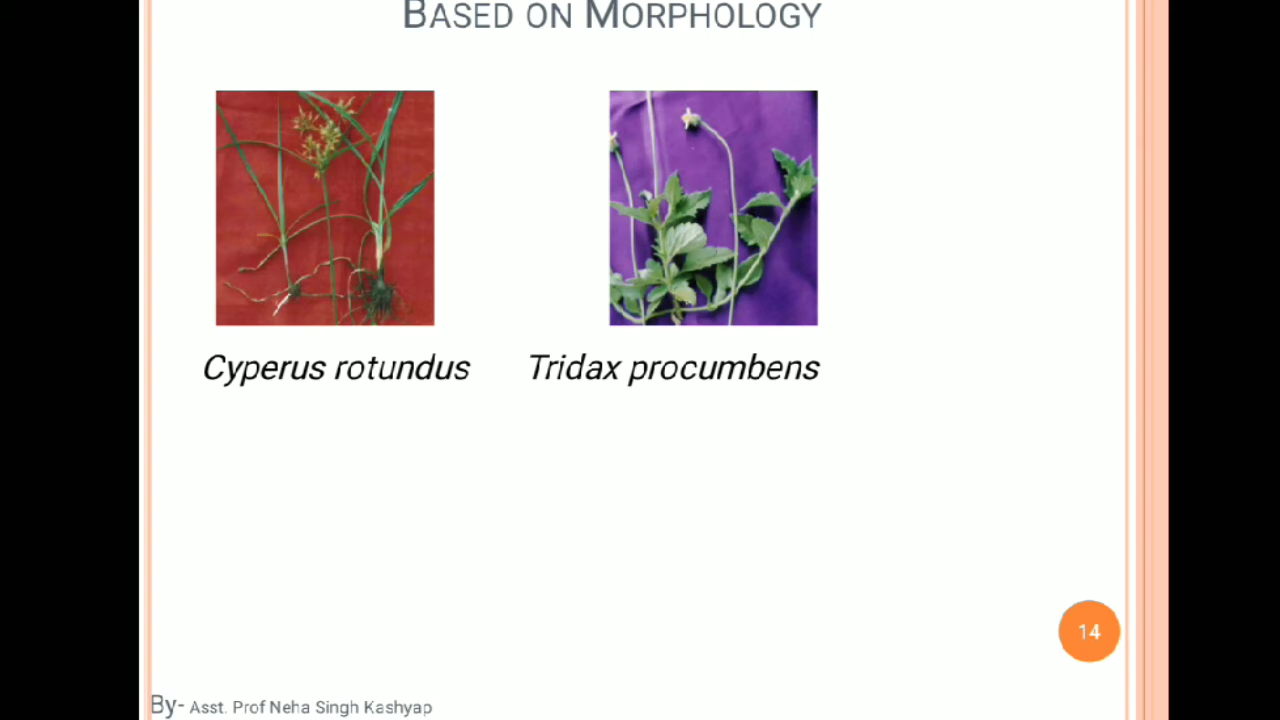 BASED ON MORPHOLOGY
Cyperus rotundus
Tridax procumbens
14
By- Asst. Prof Neha Singh Kashyap